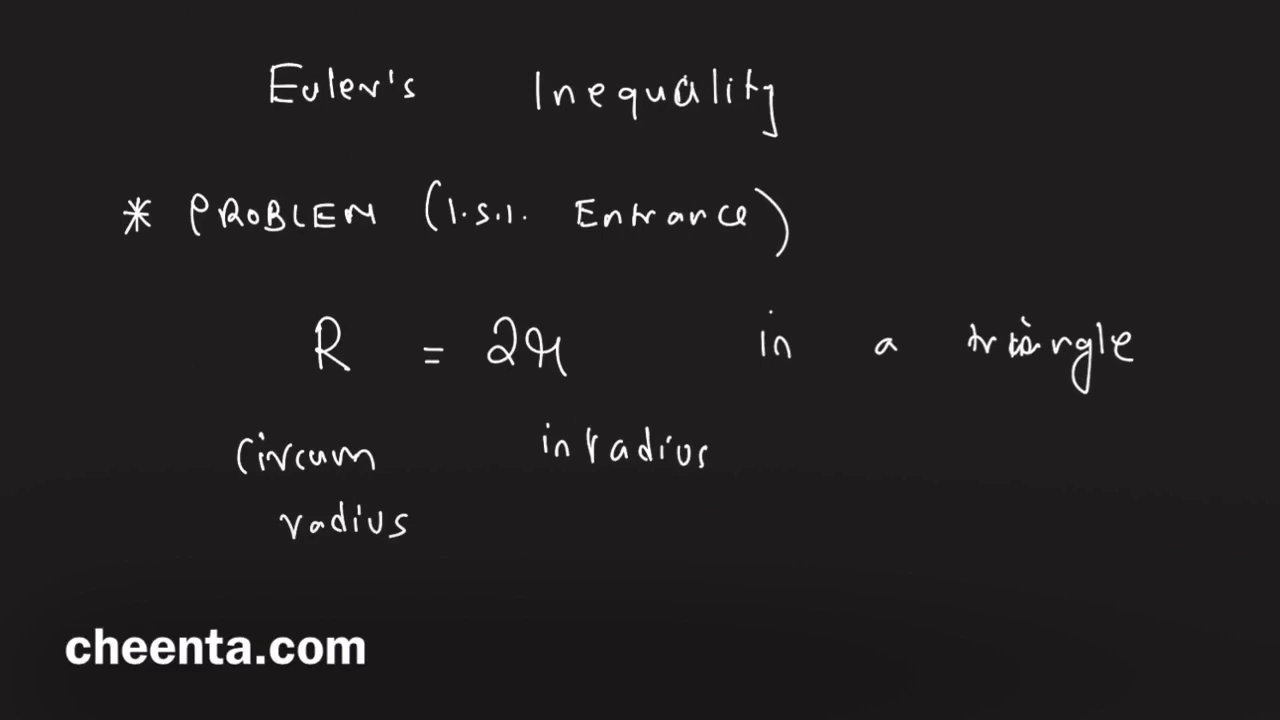 Euler's Inequality
* PROBLEM (I.S.I. Entrance)
R = 2r in a triangle
Circum inradius
radius
cheenta.com